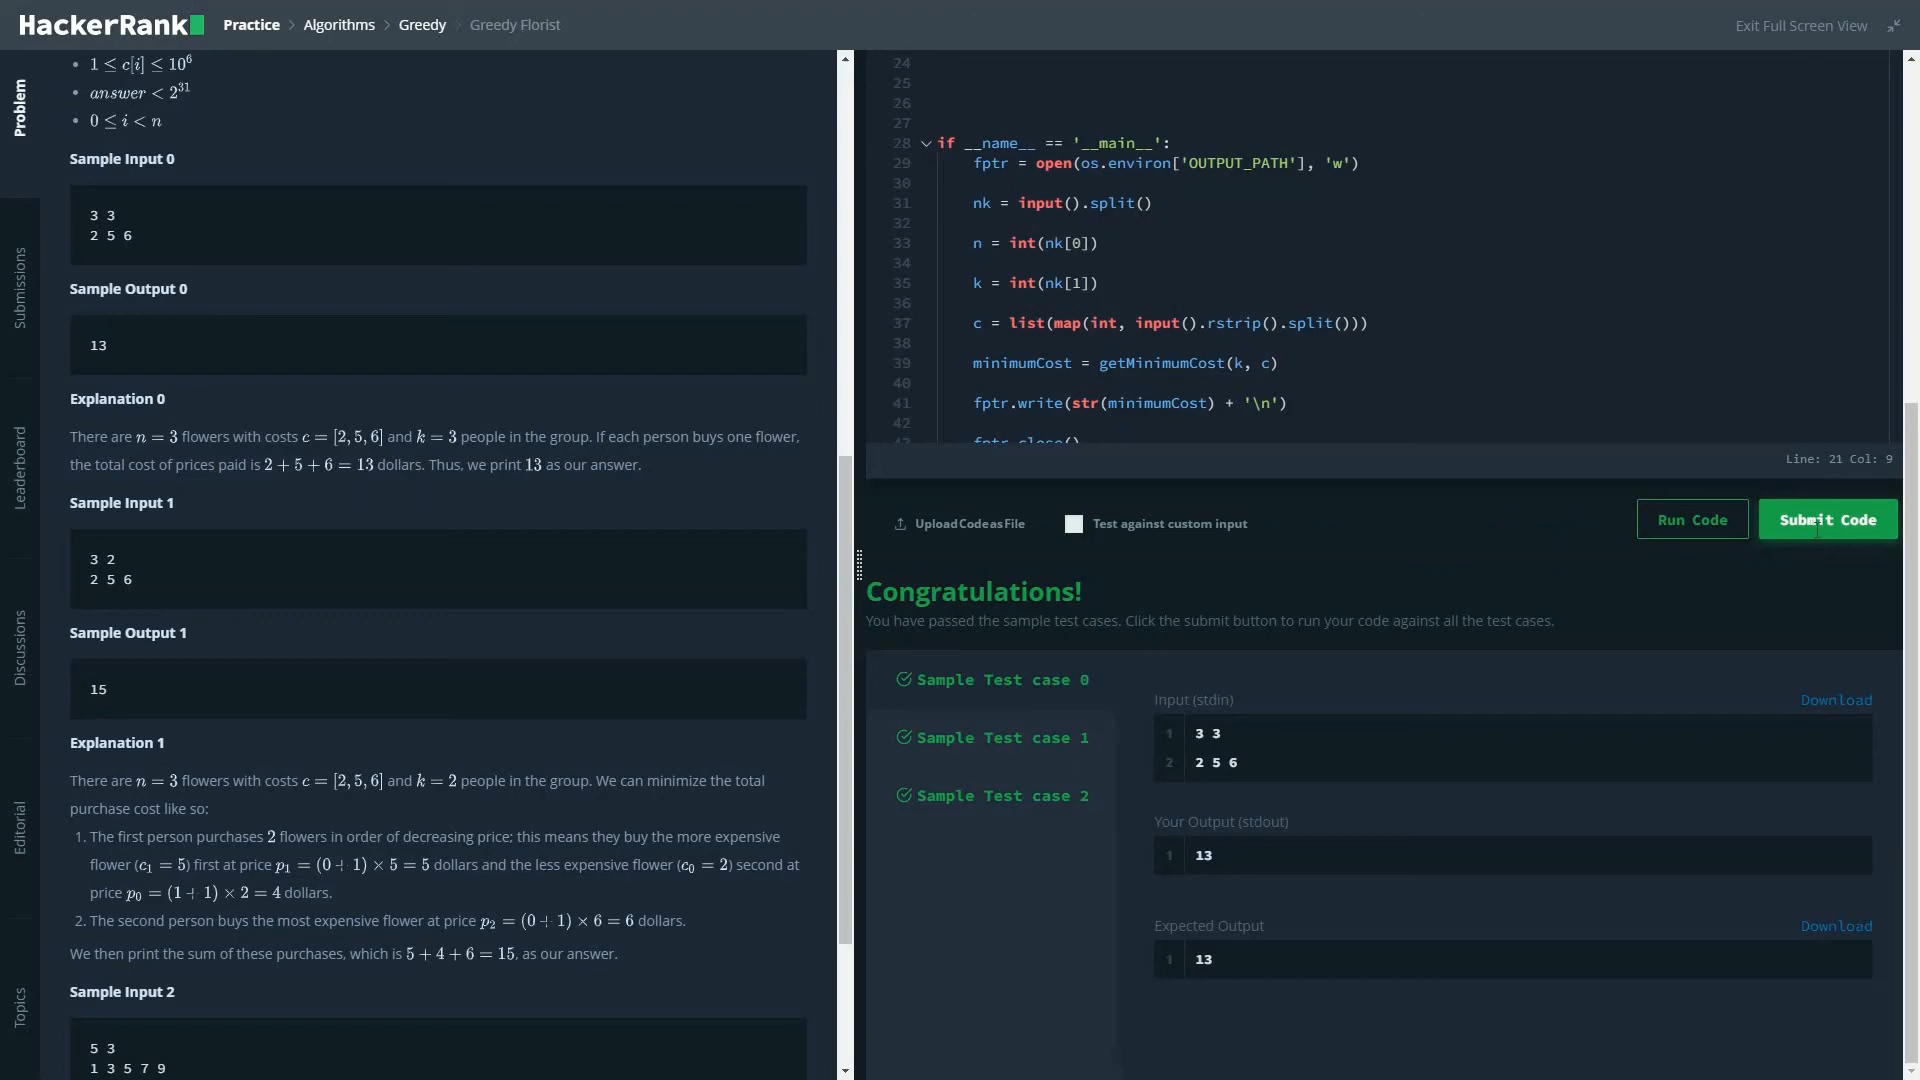 HackerRank
Practice > Algorithms > Greedy > Greedy Florist
Exit Full Screen View
Problem
Submissions
Leaderboard
Discussions
Editorial
Topics
• 1 ≤ c[i] ≤ 10^6
• answer < 2^31
• 0 ≤ i < n
Sample Input 0
3 3
2 5 6
Sample Output 0
13
Explanation 0
There are n = 3 flowers with costs c = [2, 5, 6] and k = 3 people in the group. If each person buys one flower,
the total cost of prices paid is 2 + 5 + 6 = 13 dollars. Thus, we print 13 as our answer.
Sample Input 1
3 2
2 5 6
Sample Output 1
15
Explanation 1
There are n = 3 flowers with costs c = [2, 5, 6] and k = 2 people in the group. We can minimize the total
purchase cost like so:
1. The first person purchases 2 flowers in order of decreasing price; this means they buy the more expensive
flower (c₁ = 5) first at price p₁ = (0 + 1) × 5 = 5 dollars and the less expensive flower (c₀ = 2) second at
price p₀ = (1 + 1) × 2 = 4 dollars.
2. The second person buys the most expensive flower at price p₂ = (0 + 1) × 6 = 6 dollars.
We then print the sum of these purchases, which is 5 + 4 + 6 = 15, as our answer.
Sample Input 2
5 3
1 3 5 7 9
24
25
26
27
28 if __name__ == '__main__':
29 fptr = open(os.environ['OUTPUT_PATH'], 'w')
30
31 nk = input().split()
32
33 n = int(nk[0])
34
35 k = int(nk[1])
36
37 c = list(map(int, input().rstrip().split()))
38
39 minimumCost = getMinimumCost(k, c)
40
41 fptr.write(str(minimumCost) + '\n')
42
43 fptr.close()
Line: 21 Col: 9
Upload Code as File
Test against custom input
Run Code
Submit Code
Congratulations!
You have passed the sample test cases. Click the submit button to run your code against all the test cases.
Sample Test case 0
Sample Test case 1
Sample Test case 2
Input (stdin)
Download
1 3 3
2 2 5 6
Your Output (stdout)
1 13
Expected Output
Download
1 13